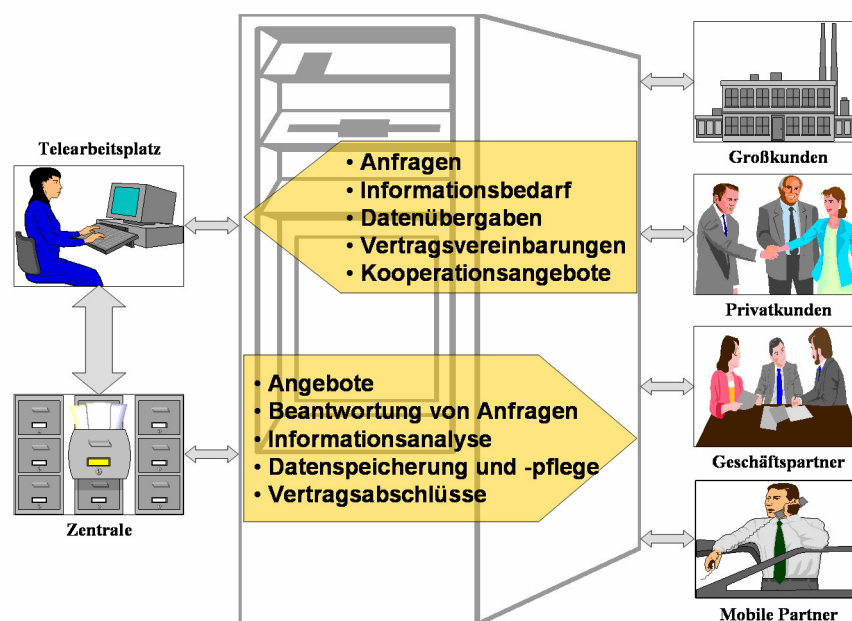 Telearbeitsplatz
Zentrale
• Anfragen
• Informationsbedarf
• Datenübergaben
• Vertragsvereinbarungen
• Kooperationsangebote
• Angebote
• Beantwortung von Anfragen
• Informationsanalyse
• Datenspeicherung und -pflege
• Vertragsabschlüsse
Großkunden
Privatkunden
Geschäftspartner
Mobile Partner